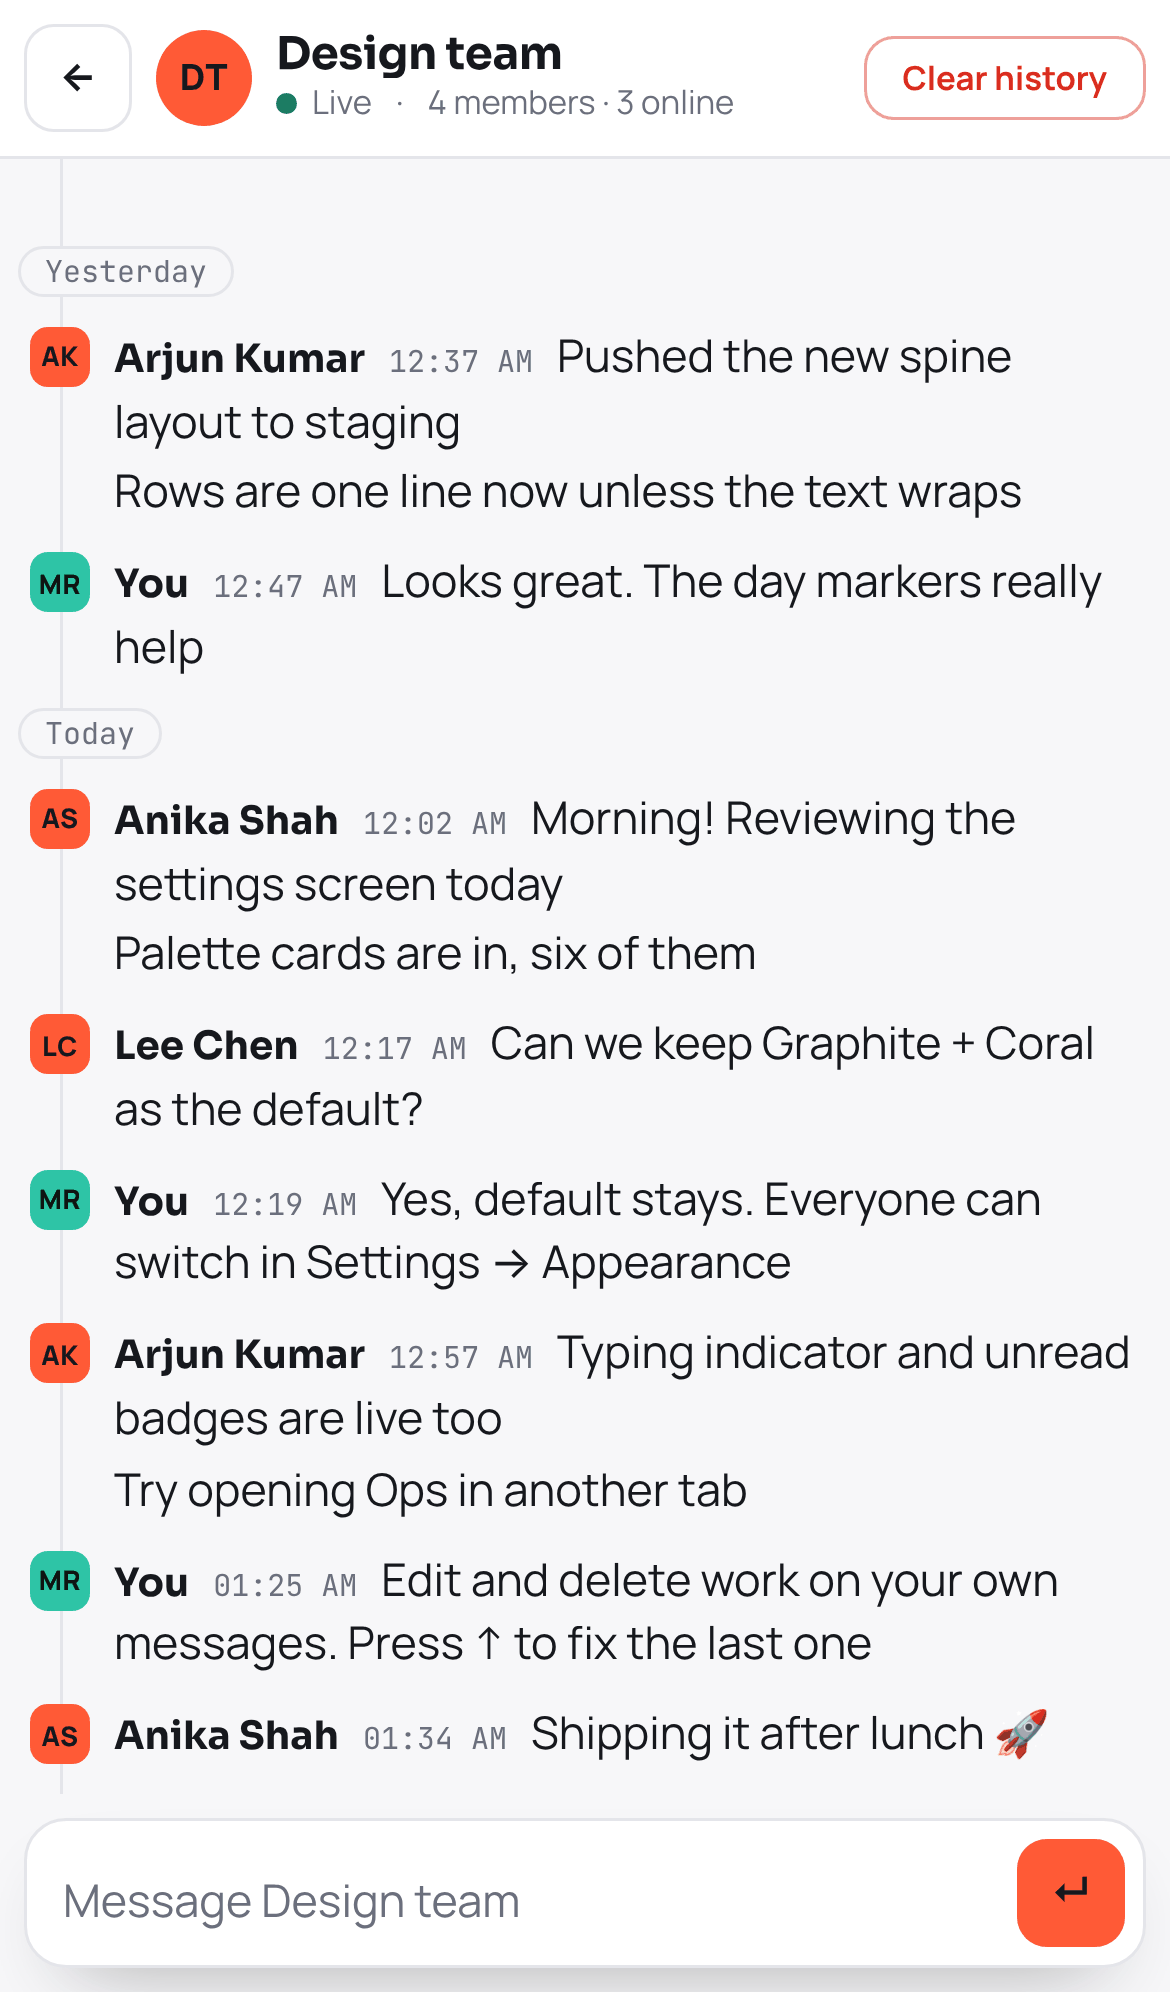 DT
Design team
Live · 4 members · 3 online
Clear history
Yesterday
AK Arjun Kumar 12:37 AM Pushed the new spine
layout to staging
Rows are one line now unless the text wraps
MR You 12:47 AM Looks great. The day markers really
help
Today
AS Anika Shah 12:02 AM Morning! Reviewing the
settings screen today
Palette cards are in, six of them
LC Lee Chen 12:17 AM Can we keep Graphite + Coral
as the default?
MR You 12:19 AM Yes, default stays. Everyone can
switch in Settings → Appearance
AK Arjun Kumar 12:57 AM Typing indicator and unread
badges are live too
Try opening Ops in another tab
MR You 01:25 AM Edit and delete work on your own
messages. Press ↑ to fix the last one
AS Anika Shah 01:34 AM Shipping it after lunch 🚀
Message Design team